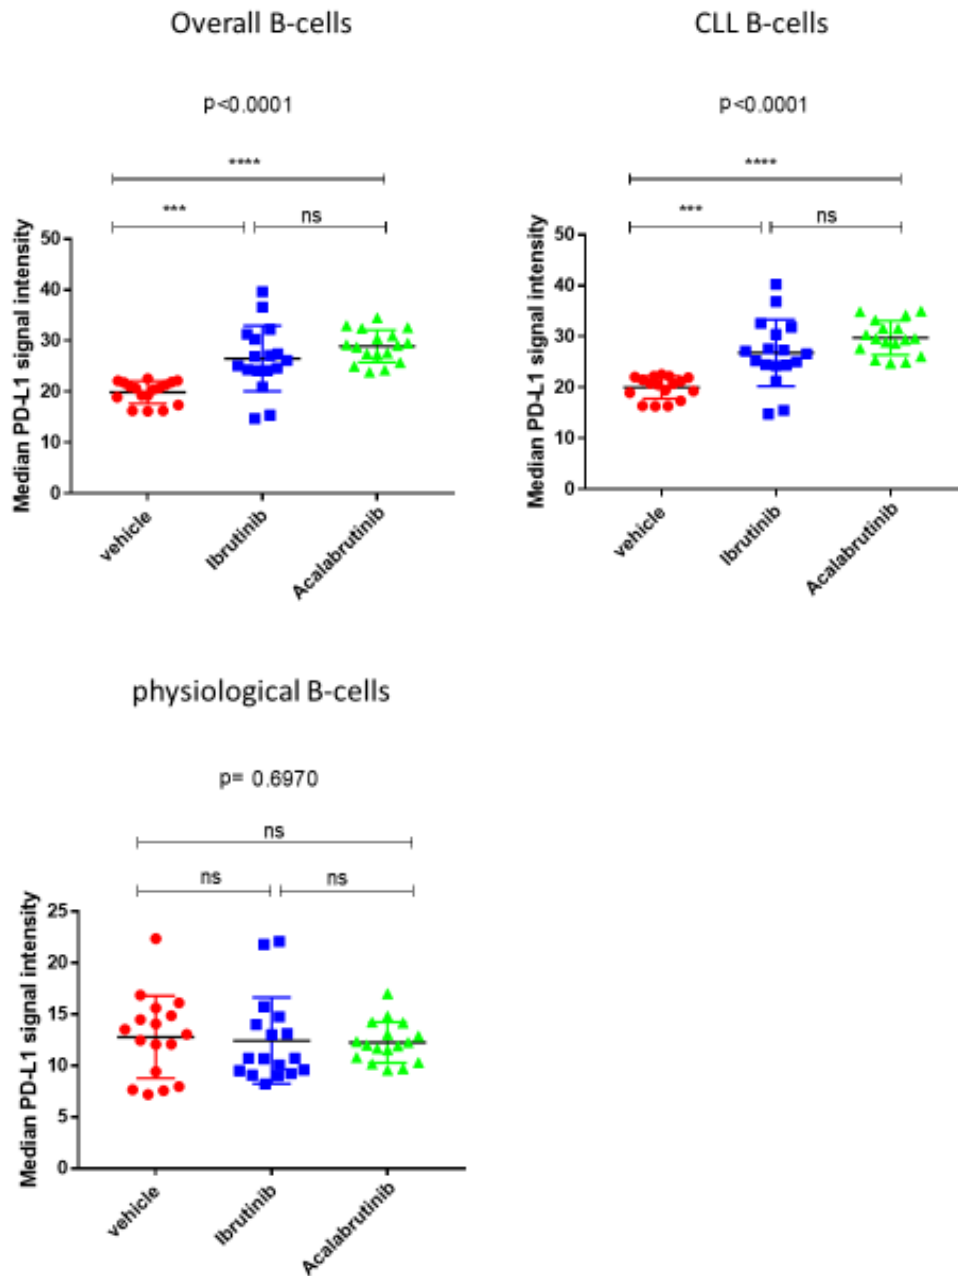 Overall B-cells
p<0.0001
****
***
ns
Median PD-L1 signal intensity
50
40
30
20
10
0
vehicle
Ibrutinib
Acalabrutinib
CLL B-cells
p<0.0001
****
***
ns
Median PD-L1 signal intensity
50
40
30
20
10
0
vehicle
Ibrutinib
Acalabrutinib
physiological B-cells
p= 0.6970
ns
ns
ns
Median PD-L1 signal intensity
25
20
15
10
5
0
vehicle
Ibrutinib
Acalabrutinib